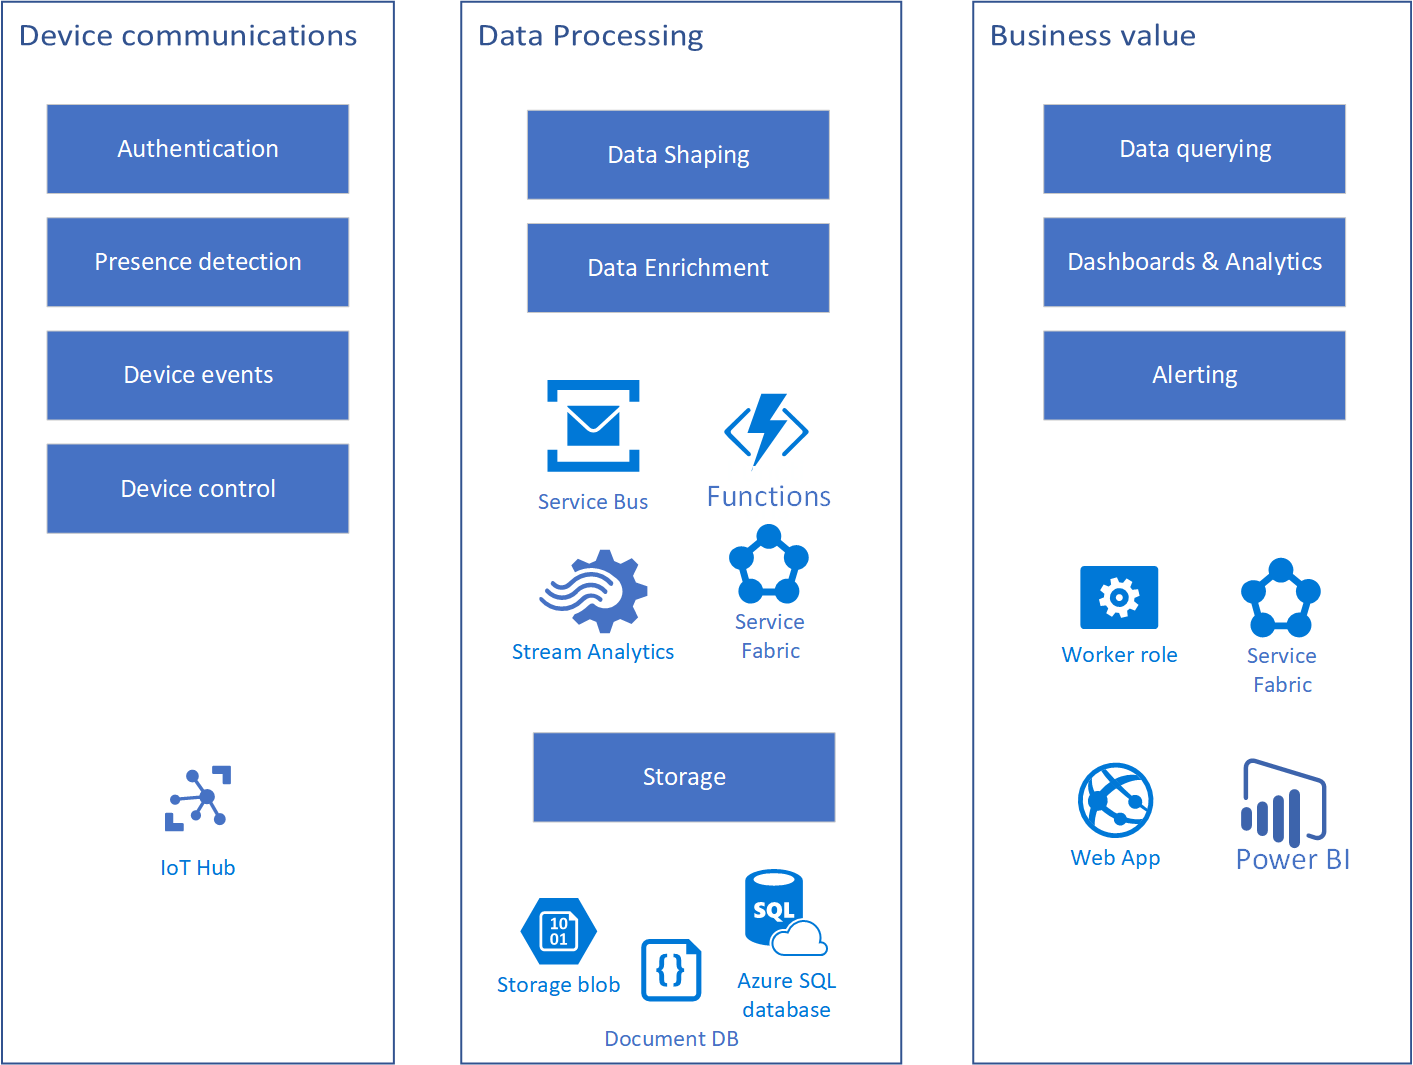 Device communications
Authentication
Presence detection
Device events
Device control
IoT Hub
Data Processing
Data Shaping
Data Enrichment
Service Bus
Functions
Stream Analytics
Service
Fabric
Storage
10
01
Storage blob
{}
Document DB
SQL
Azure SQL
database
Business value
Data querying
Dashboards & Analytics
Alerting
Worker role
Service
Fabric
Web App
Power BI